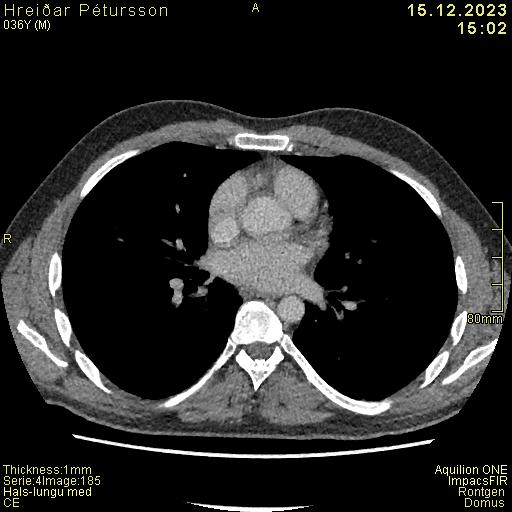 Hreiðar Pétursson
036Y (M)
A
15.12.2023
15:02
R
80mm
Thickness:1mm
Serie:4Image:185
Hals-lungu med
CE
Aquilion ONE
ImpacsFIR
Rontgen
Domus